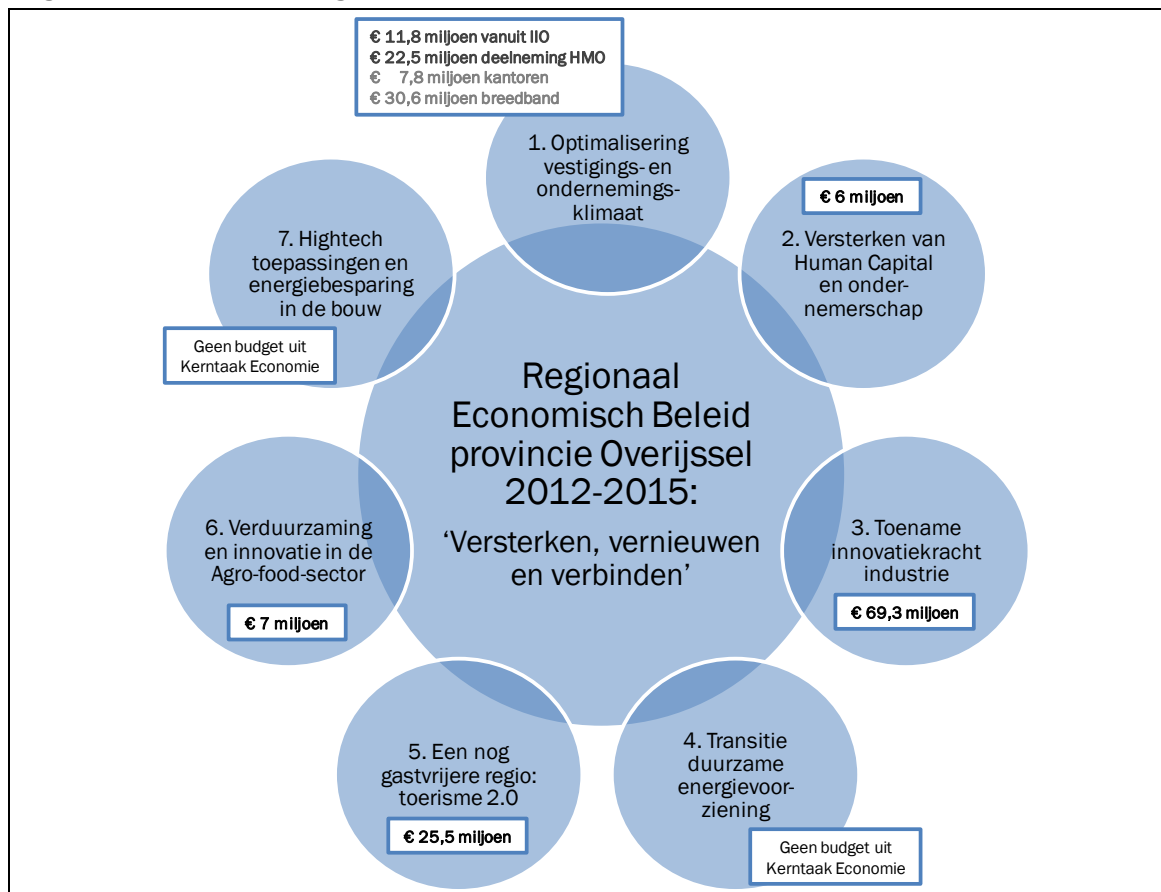 € 11,8 miljoen vanuit IIO
€ 22,5 miljoen deelneming HMO
€ 7,8 miljoen kantoren
€ 30,6 miljoen breedband
1. Optimalisering
vestigings- en
ondernemings-
klimaat
€ 6 miljoen
2. Versterken van
Human Capital
en onder-
nemerschap
7. Hightech
toepassingen en
energiebesparing
in de bouw
Geen budget uit
Kerntaak Economie
Regionaal
Economisch Beleid
provincie Overijssel
2012-2015:
‘Versterken, vernieuwen
en verbinden’
3. Toename
innovatiekracht
industrie
€ 69,3 miljoen
6. Verduurzaming
en innovatie in de
Agro-food-sector
€ 7 miljoen
4. Transitie
duurzame
energievoor-
ziening
Geen budget uit
Kerntaak Economie
5. Een nog
gastvrijere regio:
toerisme 2.0
€ 25,5 miljoen